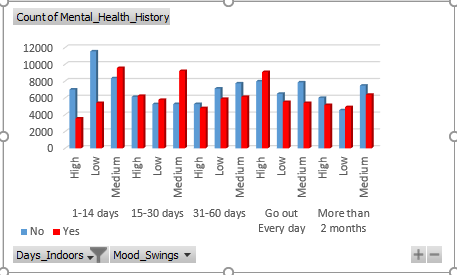 Count of Mental_Health_History
12000
10000
8000
6000
4000
2000
0
High
Low
Medium
High
Low
Medium
High
Low
Medium
High
Low
Medium
High
Low
Medium
1-14 days
15-30 days
31-60 days
Go out
Every day
More than
2 months
No
Yes
Days_Indoors
Mood_Swings